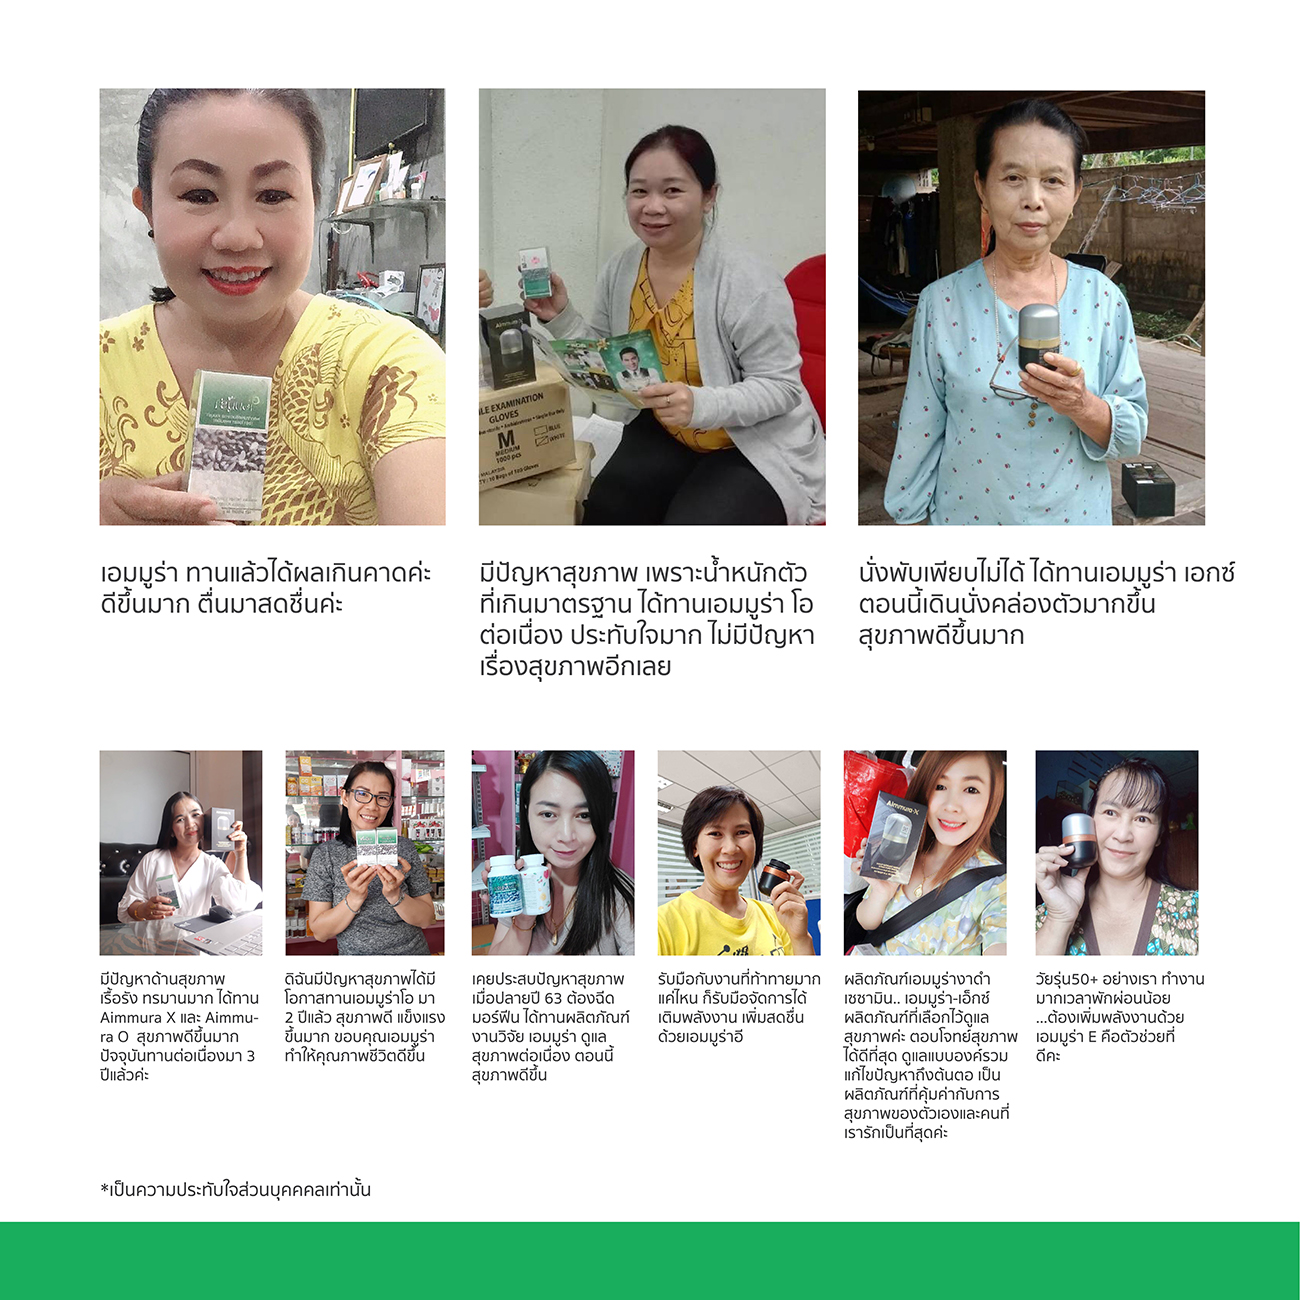 Aimmura-X
LE EXAMINATION
GLOVES
M
MEDIUM
1000 pcs
BLUE
WHITE
MALAYSIA
เอมมูร่า ทานแล้วได้ผลเกินคาดค่ะ
ดีขึ้นมาก ตื่นมาสดชื่นค่ะ
มีปัญหาสุขภาพ เพราะน้ำหนักตัว
ที่เกินมาตรฐาน ได้ทานเอมมูร่า โอ
ต่อเนื่อง ประทับใจมาก ไม่มีปัญหา
เรื่องสุขภาพอีกเลย
นั่งพับเพียบไม่ได้ ได้ทานเอมมูร่า เอกซ์
ตอนนี้เดินนั่งคล่องตัวมากขึ้น
สุขภาพดีขึ้นมาก
Aimmura-X
มีปัญหาด้านสุขภาพ
เรื้อรัง ทรมานมาก ได้ทาน
Aimmura X และ Aimmu-
ra O สุขภาพดีขึ้นมาก
ปัจจุบันทานต่อเนื่องมา 3
ปีแล้วค่ะ
ดิฉันมีปัญหาสุขภาพได้มี
โอกาสทานเอมมูร่าโอ มา
2 ปีแล้ว สุขภาพดี แข็งแรง
ขึ้นมาก ขอบคุณเอมมูร่า
ทำให้คุณภาพชีวิตดีขึ้น
เคยประสบปัญหาสุขภาพ
เมื่อปลายปี 63 ต้องฉีด
มอร์ฟีน ได้ทานผลิตภัณฑ์
งานวิจัย เอมมูร่า ดูแล
สุขภาพต่อเนื่อง ตอนนี้
สุขภาพดีขึ้น
รับมือกับงานที่ท้าทายมาก
แค่ไหน ก็รับมือจัดการได้
เติมพลังงาน เพิ่มสดชื่น
ด้วยเอมมูร่าอี
ผลิตภัณฑ์เอมมูร่างาดำ
เซซามิน.. เอมมูร่า-เอ็กซ์
ผลิตภัณฑ์ที่เลือกไว้ดูแล
สุขภาพค่ะ ตอบโจทย์สุขภาพ
ได้ดีที่สุด ดูแลแบบองค์รวม
แก้ไขปัญหาถึงต้นตอ เป็น
ผลิตภัณฑ์ที่คุ้มค่ากับการ
สุขภาพของตัวเองและคนที่
เรารักเป็นที่สุดค่ะ
วัยรุ่น50+ อย่างเรา ทำงาน
มากเวลาพักผ่อนน้อย
...ต้องเพิ่มพลังงานด้วย
เอมมูร่า E คือตัวช่วยที่
ดีคะ
*เป็นความประทับใจส่วนบุคคคลเท่านั้น